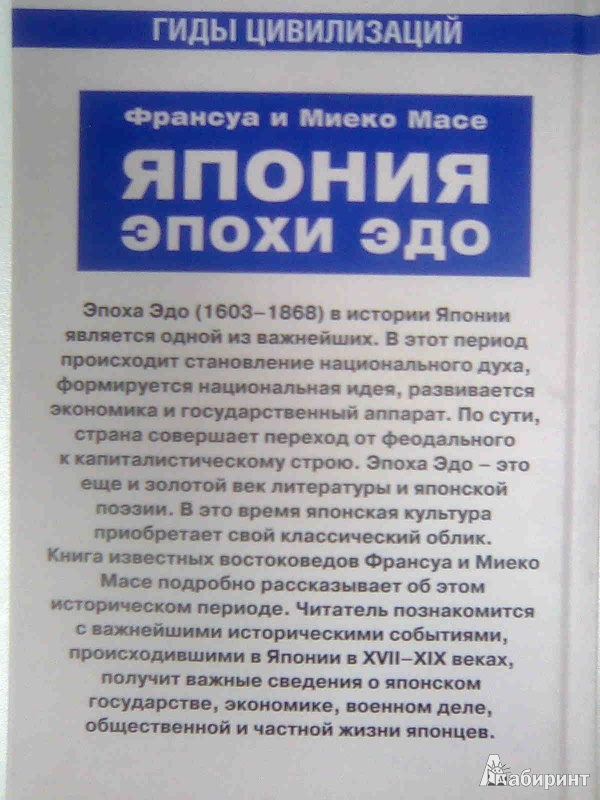 ГИДЫ ЦИВИЛИЗАЦИЙ
Франсуа и Миеко Масе
ЯПОНИЯ
ЭПОХИ ЭДО
Эпоха Эдо (1603–1868) в истории Японии
является одной из важнейших. В этот период
происходит становление национального духа,
формируется национальная идея, развивается
экономика и государственный аппарат. По сути,
страна совершает переход от феодального
к капиталистическому строю. Эпоха Эдо – это
еще и золотой век литературы и японской
поэзии. В это время японская культура
приобретает свой классический облик.
Книга известных востоковедов Франсуа и Миеко
Масе подробно рассказывает об этом
историческом периоде. Читатель познакомится
с важнейшими историческими событиями,
происходившими в Японии в XVII–XIX веках,
получит важные сведения о японском
государстве, экономике, военном деле,
общественной и частной жизни японцев.
Лабиринт